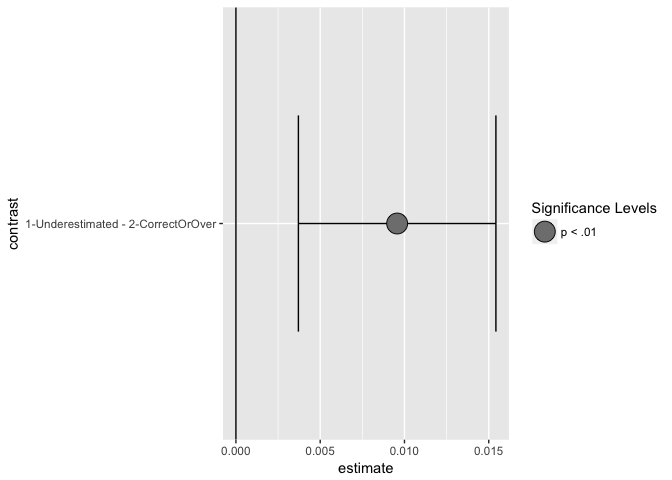 contrast
1-Underestimated - 2-CorrectOrOver
0.000 0.005 0.010 0.015
estimate
Significance Levels
p < .01